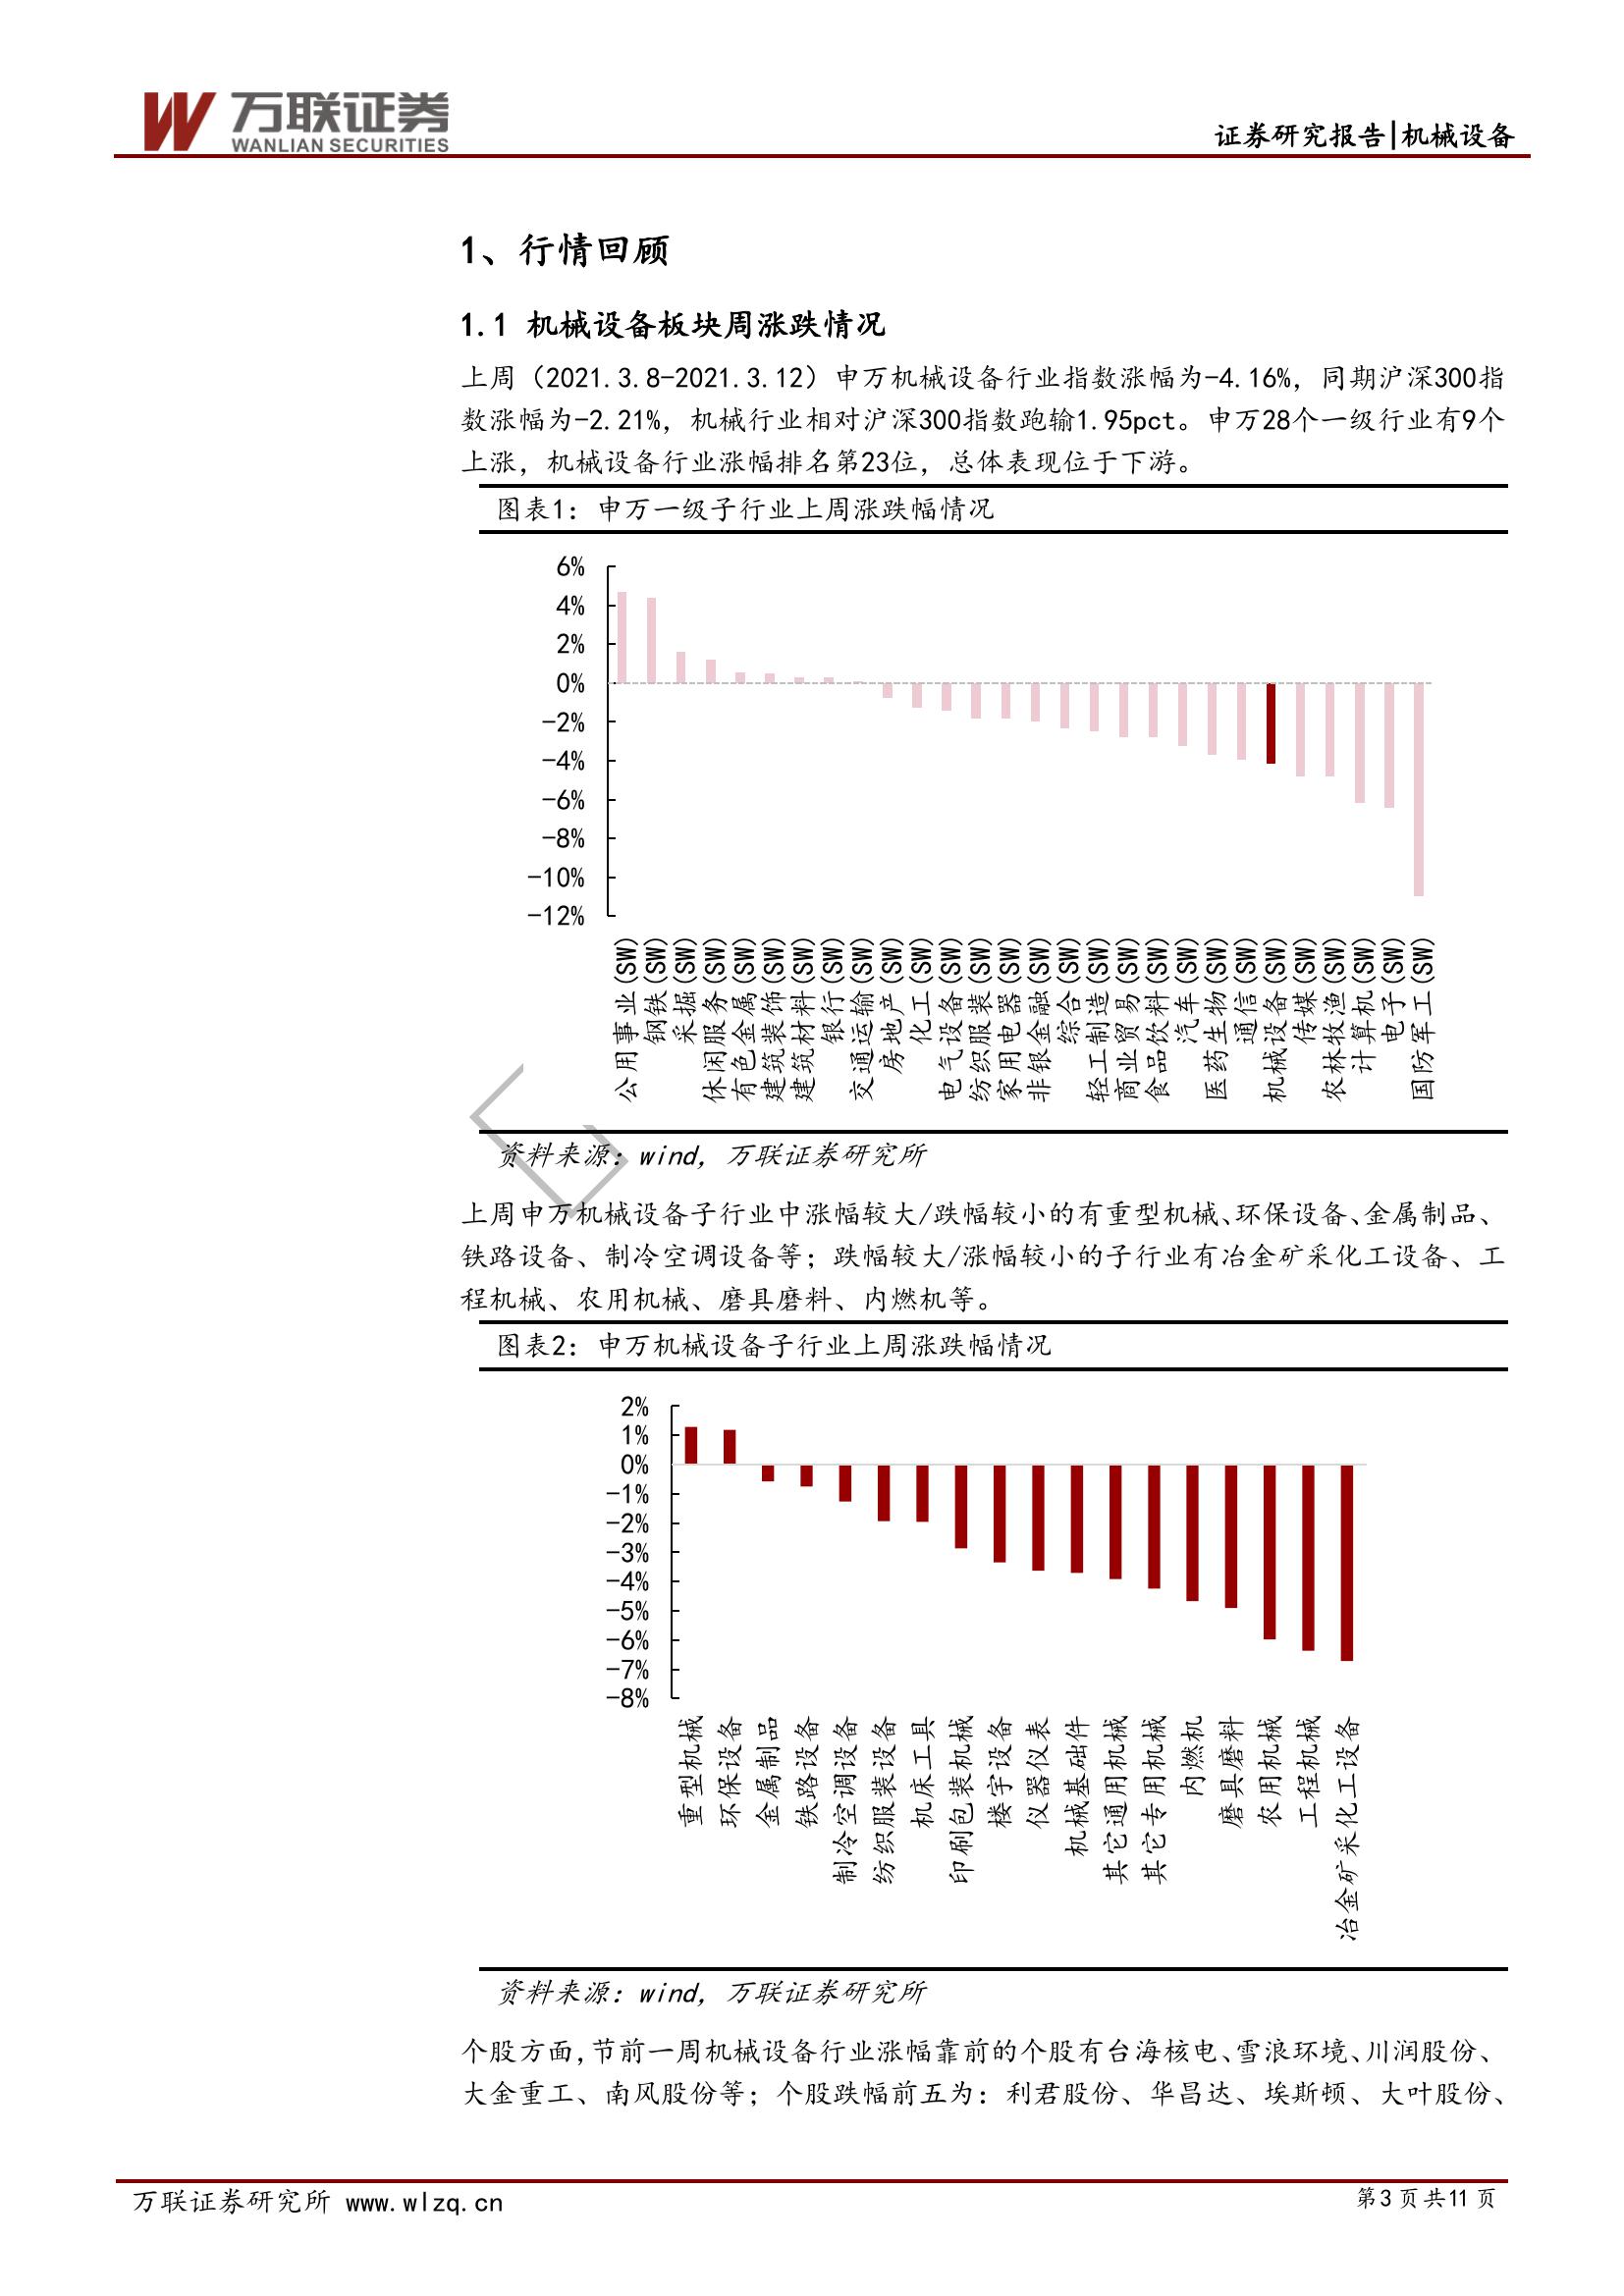 万联证券
WANLIAN SECURITIES
证券研究报告|机械设备
1、行情回顾
1.1 机械设备板块周涨跌情况
上周（2021.3.8-2021.3.12）申万机械设备行业指数涨幅为-4.16%，同期沪深300指
数涨幅为-2.21%，机械行业相对沪深300指数跑输1.95pct。申万28个一级行业有9个
上涨，机械设备行业涨幅排名第23位，总体表现位于下游。
图表1：申万一级子行业上周涨跌幅情况
6%
4%
2%
0%
-2%
-4%
-6%
-8%
-10%
-12%
公用事业(SW)
钢铁(SW)
采掘(SW)
休闲服务(SW)
有色金属(SW)
建筑装饰(SW)
建筑材料(SW)
银行(SW)
交通运输(SW)
房地产(SW)
化工(SW)
电气设备(SW)
纺织服装(SW)
家用电器(SW)
非银金融(SW)
综合(SW)
轻工制造(SW)
商业贸易(SW)
食品饮料(SW)
汽车(SW)
医药生物(SW)
通信(SW)
机械设备(SW)
传媒(SW)
农林牧渔(SW)
计算机(SW)
电子(SW)
国防军工(SW)
资料来源：wind，万联证券研究所
上周申万机械设备子行业中涨幅较大/跌幅较小的有重型机械、环保设备、金属制品、
铁路设备、制冷空调设备等；跌幅较大/涨幅较小的子行业有冶金矿采化工设备、工
程机械、农用机械、磨具磨料、内燃机等。
图表2：申万机械设备子行业上周涨跌幅情况
2%
1%
0%
-1%
-2%
-3%
-4%
-5%
-6%
-7%
-8%
重型机械
环保设备
金属制品
铁路设备
制冷空调设备
纺织服装设备
机床工具
印刷包装机械
楼宇设备
仪器仪表
机械基础件
其它通用机械
其它专用机械
内燃机
磨具磨料
农用机械
工程机械
冶金矿采化工设备
资料来源：wind，万联证券研究所
个股方面，节前一周机械设备行业涨幅靠前的个股有台海核电、雪浪环境、川润股份、
大金重工、南风股份等；个股跌幅前五为：利君股份、华昌达、埃斯顿、大叶股份、
万联证券研究所 www.wlzq.cn
第3页共11页